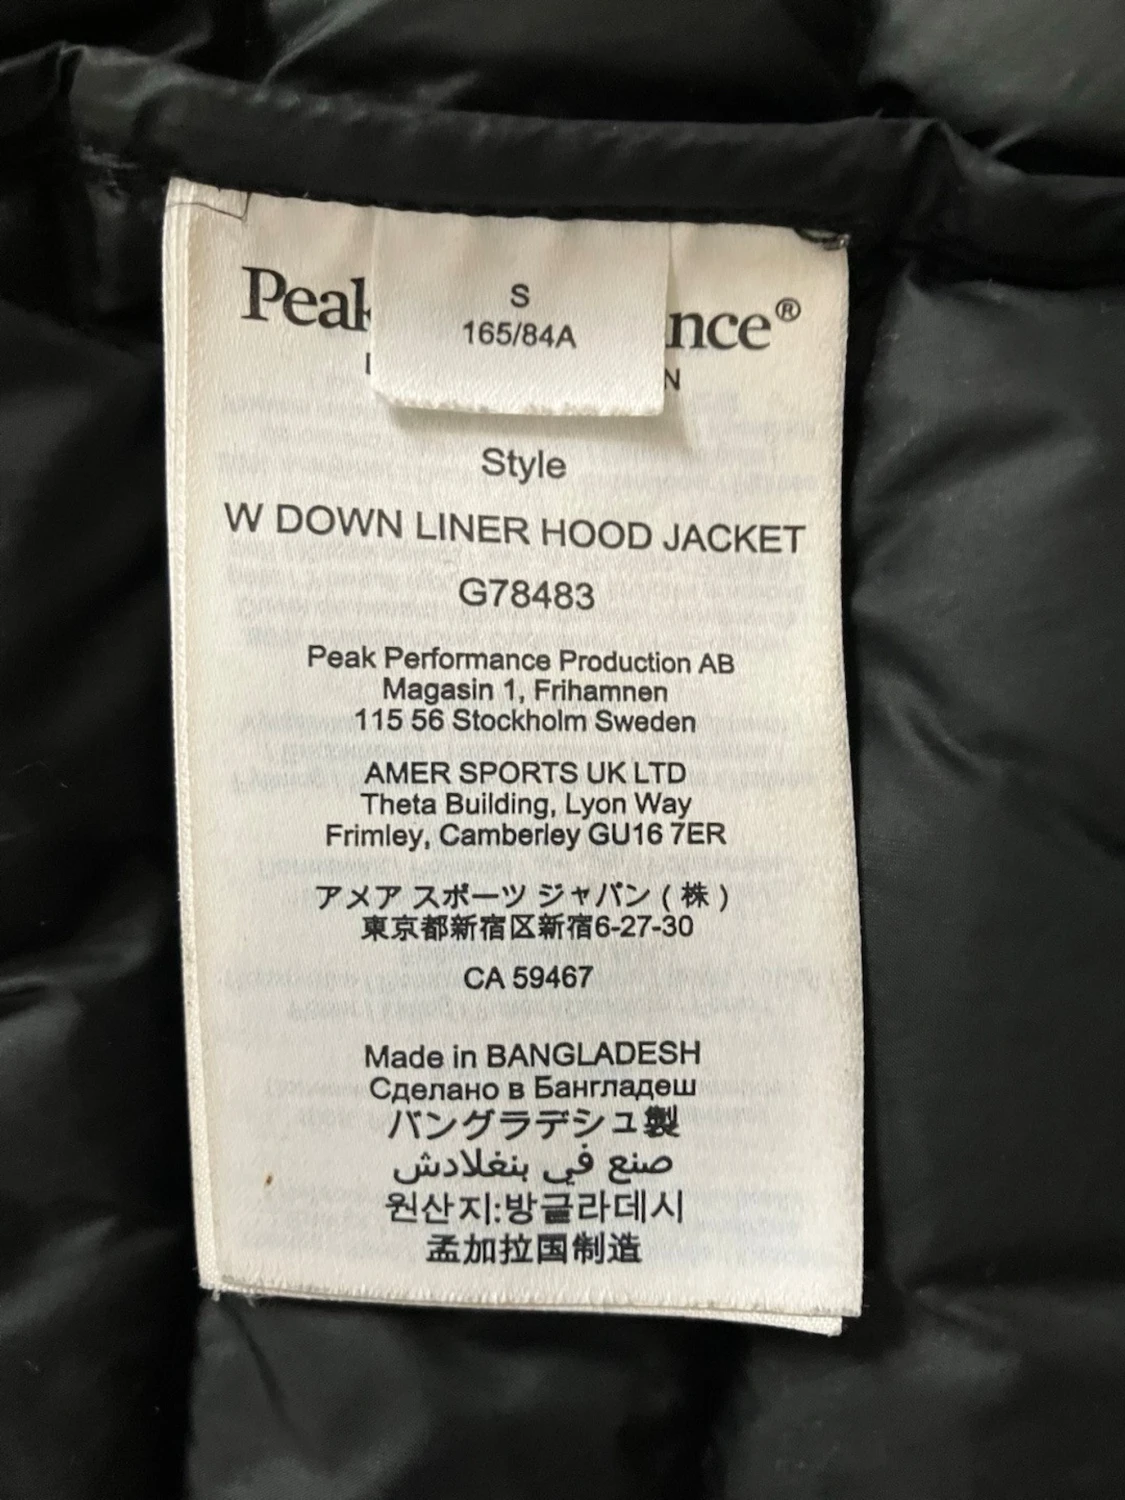 Peak nce®
S
165/84A
N
Style
W DOWN LINER HOOD JACKET
G78483
Peak Performance Production AB
Magasin 1, Frihamnen
115 56 Stockholm Sweden
AMER SPORTS UK LTD
Theta Building, Lyon Way
Frimley, Camberley GU16 7ER
アメア スポーツ ジャパン ( 株 )
東京都新宿区新宿6-27-30
CA 59467
Made in BANGLADESH
Сделано в Бангладеш
バングラデシュ製
صنع في بنغلادش
원산지:방글라데시
孟加拉国制造